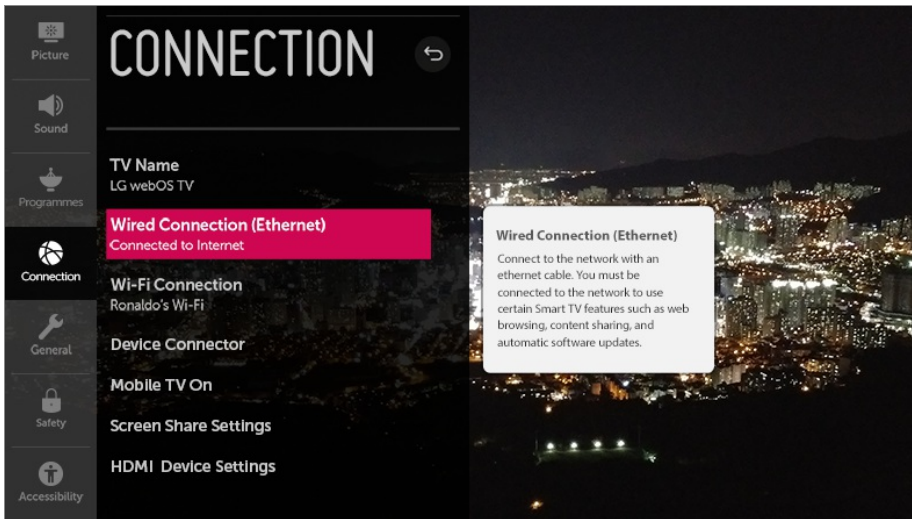 Picture
Sound
Programmes
Connection
General
Safety
Accessibility
CONNECTION
TV Name
LG webOS TV
Wired Connection (Ethernet)
Connected to Internet
Wi-Fi Connection
Ronaldo's Wi-Fi
Device Connector
Mobile TV On
Screen Share Settings
HDMI Device Settings
Wired Connection (Ethernet)
Connect to the network with an
ethernet cable. You must be
connected to the network to use
certain Smart TV features such as web
browsing, content sharing, and
automatic software updates.